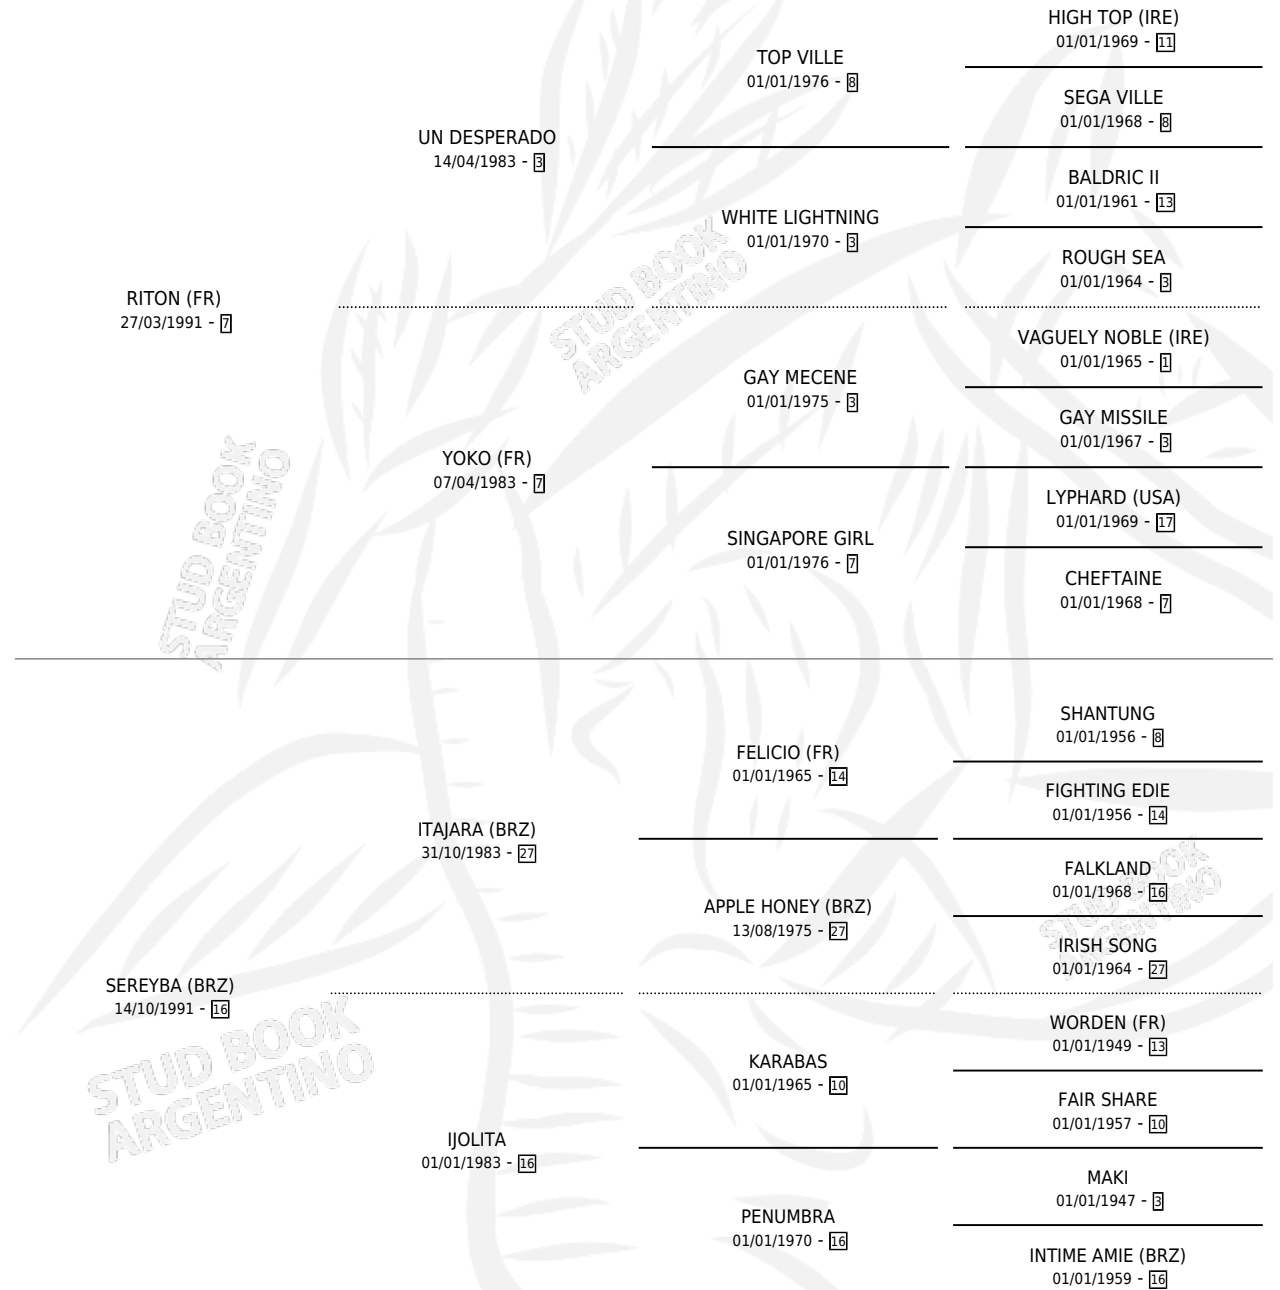 HIGH TOP (IRE)
01/01/1969 - 11
TOP VILLE
01/01/1976 - 8
SEGA VILLE
01/01/1968 - 8
UN DESPERADO
14/04/1983 - 3
BALDRIC II
01/01/1961 - 13
WHITE LIGHTNING
01/01/1970 - 3
ROUGH SEA
01/01/1964 - 3
RITON (FR)
27/03/1991 - 7
VAGUELY NOBLE (IRE)
01/01/1965 - 1
GAY MECENE
01/01/1975 - 3
GAY MISSILE
01/01/1967 - 3
YOKO (FR)
07/04/1983 - 7
LYPHARD (USA)
01/01/1969 - 17
SINGAPORE GIRL
01/01/1976 - 7
CHEFTAINE
01/01/1968 - 7
SHANTUNG
01/01/1956 - 8
FELICIO (FR)
01/01/1965 - 14
FIGHTING EDIE
01/01/1956 - 14
ITAJARA (BRZ)
31/10/1983 - 27
FALKLAND
01/01/1968 - 16
APPLE HONEY (BRZ)
13/08/1975 - 27
IRISH SONG
01/01/1964 - 27
SEREYBA (BRZ)
14/10/1991 - 16
WORDEN (FR)
01/01/1949 - 13
KARABAS
01/01/1965 - 10
FAIR SHARE
01/01/1957 - 10
IJOLITA
01/01/1983 - 16
MAKI
01/01/1947 - 3
PENUMBRA
01/01/1970 - 16
INTIME AMIE (BRZ)
01/01/1959 - 16
STUD BOOK
ARGENTINO
STUD BOOK
ARGENTINO
STUD BOOK
ARGENTINO
STUD BOOK
ARGENTINO